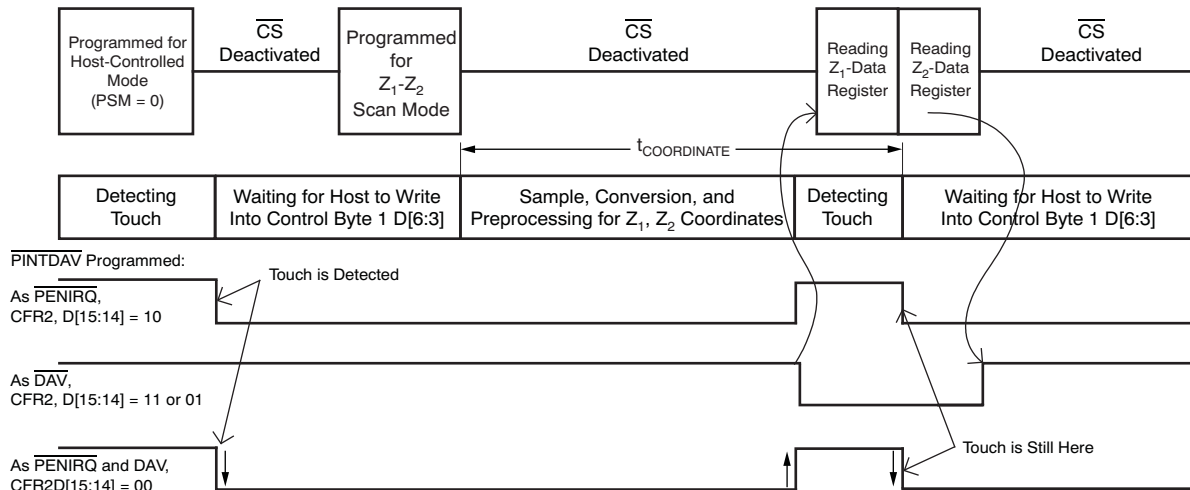 Programmed for
Host-Controlled
Mode
(PSM = 0)
CS
Deactivated
Programmed
for
Z1-Z2
Scan Mode
CS
Deactivated
Reading
Z1-Data
Register
Reading
Z2-Data
Register
CS
Deactivated
tCOORDINATE
Detecting
Touch
Waiting for Host to Write
Into Control Byte 1 D[6:3]
Sample, Conversion, and
Preprocessing for Z1, Z2 Coordinates
Detecting
Touch
Waiting for Host to Write
Into Control Byte 1 D[6:3]
PINTDAV Programmed:
Touch is Detected
As PENIRQ,
CFR2, D[15:14] = 10
As DAV,
CFR2, D[15:14] = 11 or 01
Touch is Still Here
As PENIRQ and DAV,
CFR2D[15:14] = 00